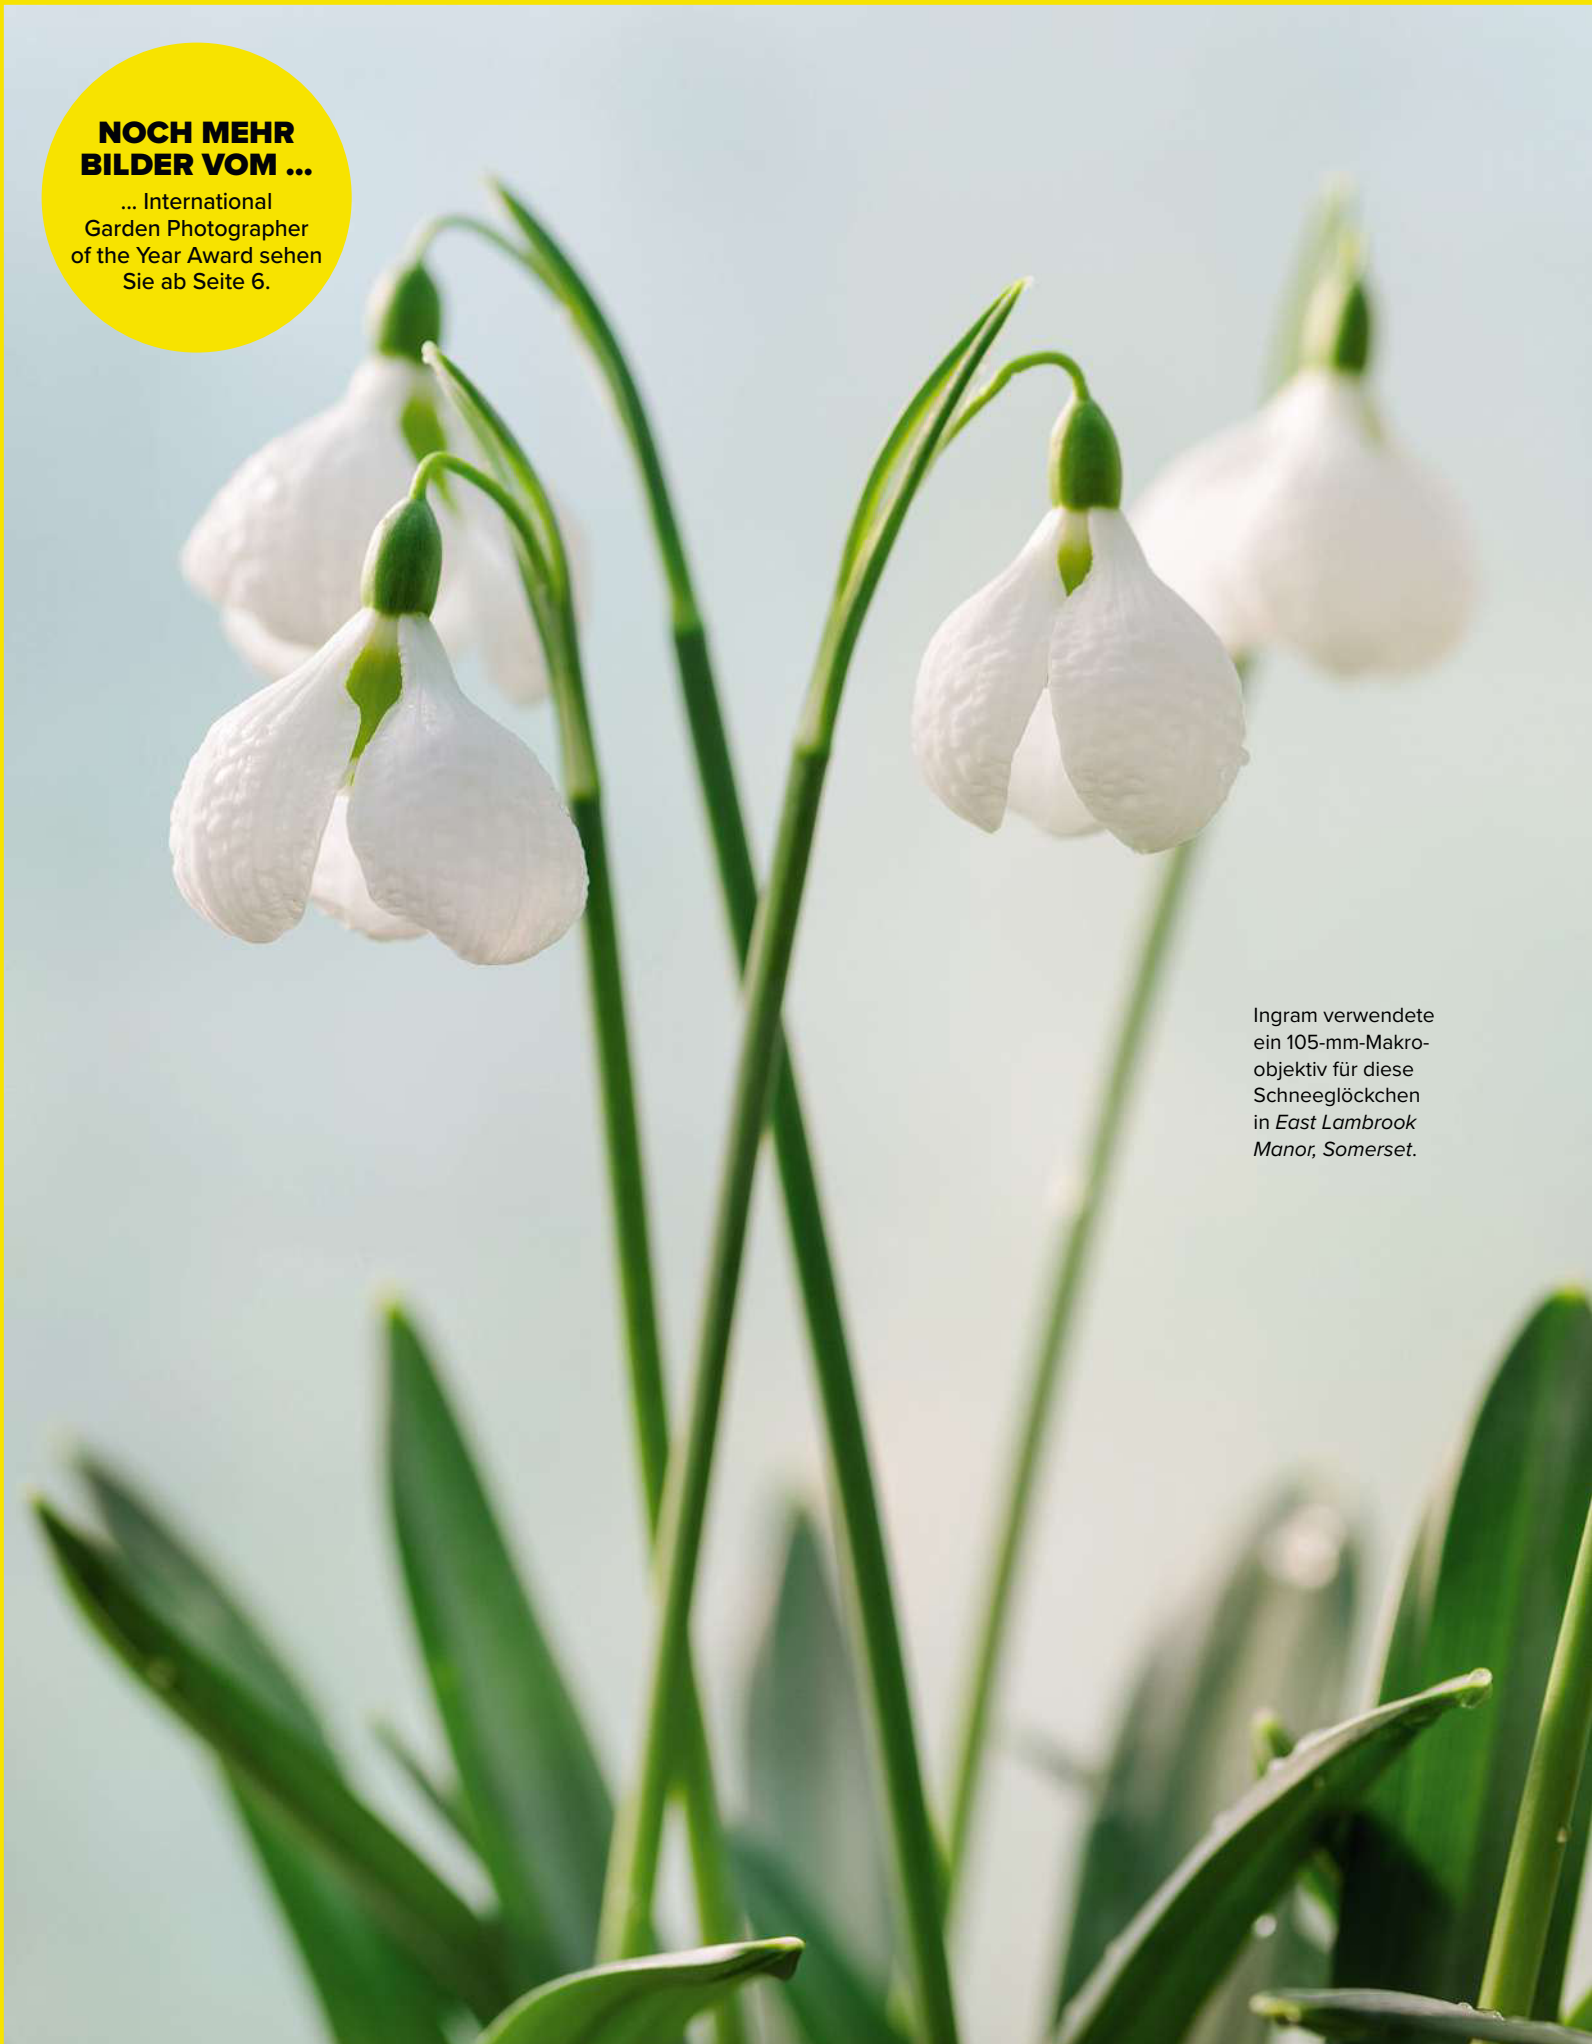 NOCH MEHR
BILDER VOM ...
... International
Garden Photographer
of the Year Award sehen
Sie ab Seite 6.
Ingram verwendete
ein 105-mm-Makro-
objektiv für diese
Schneeglöckchen
in East Lambrook
Manor, Somerset.